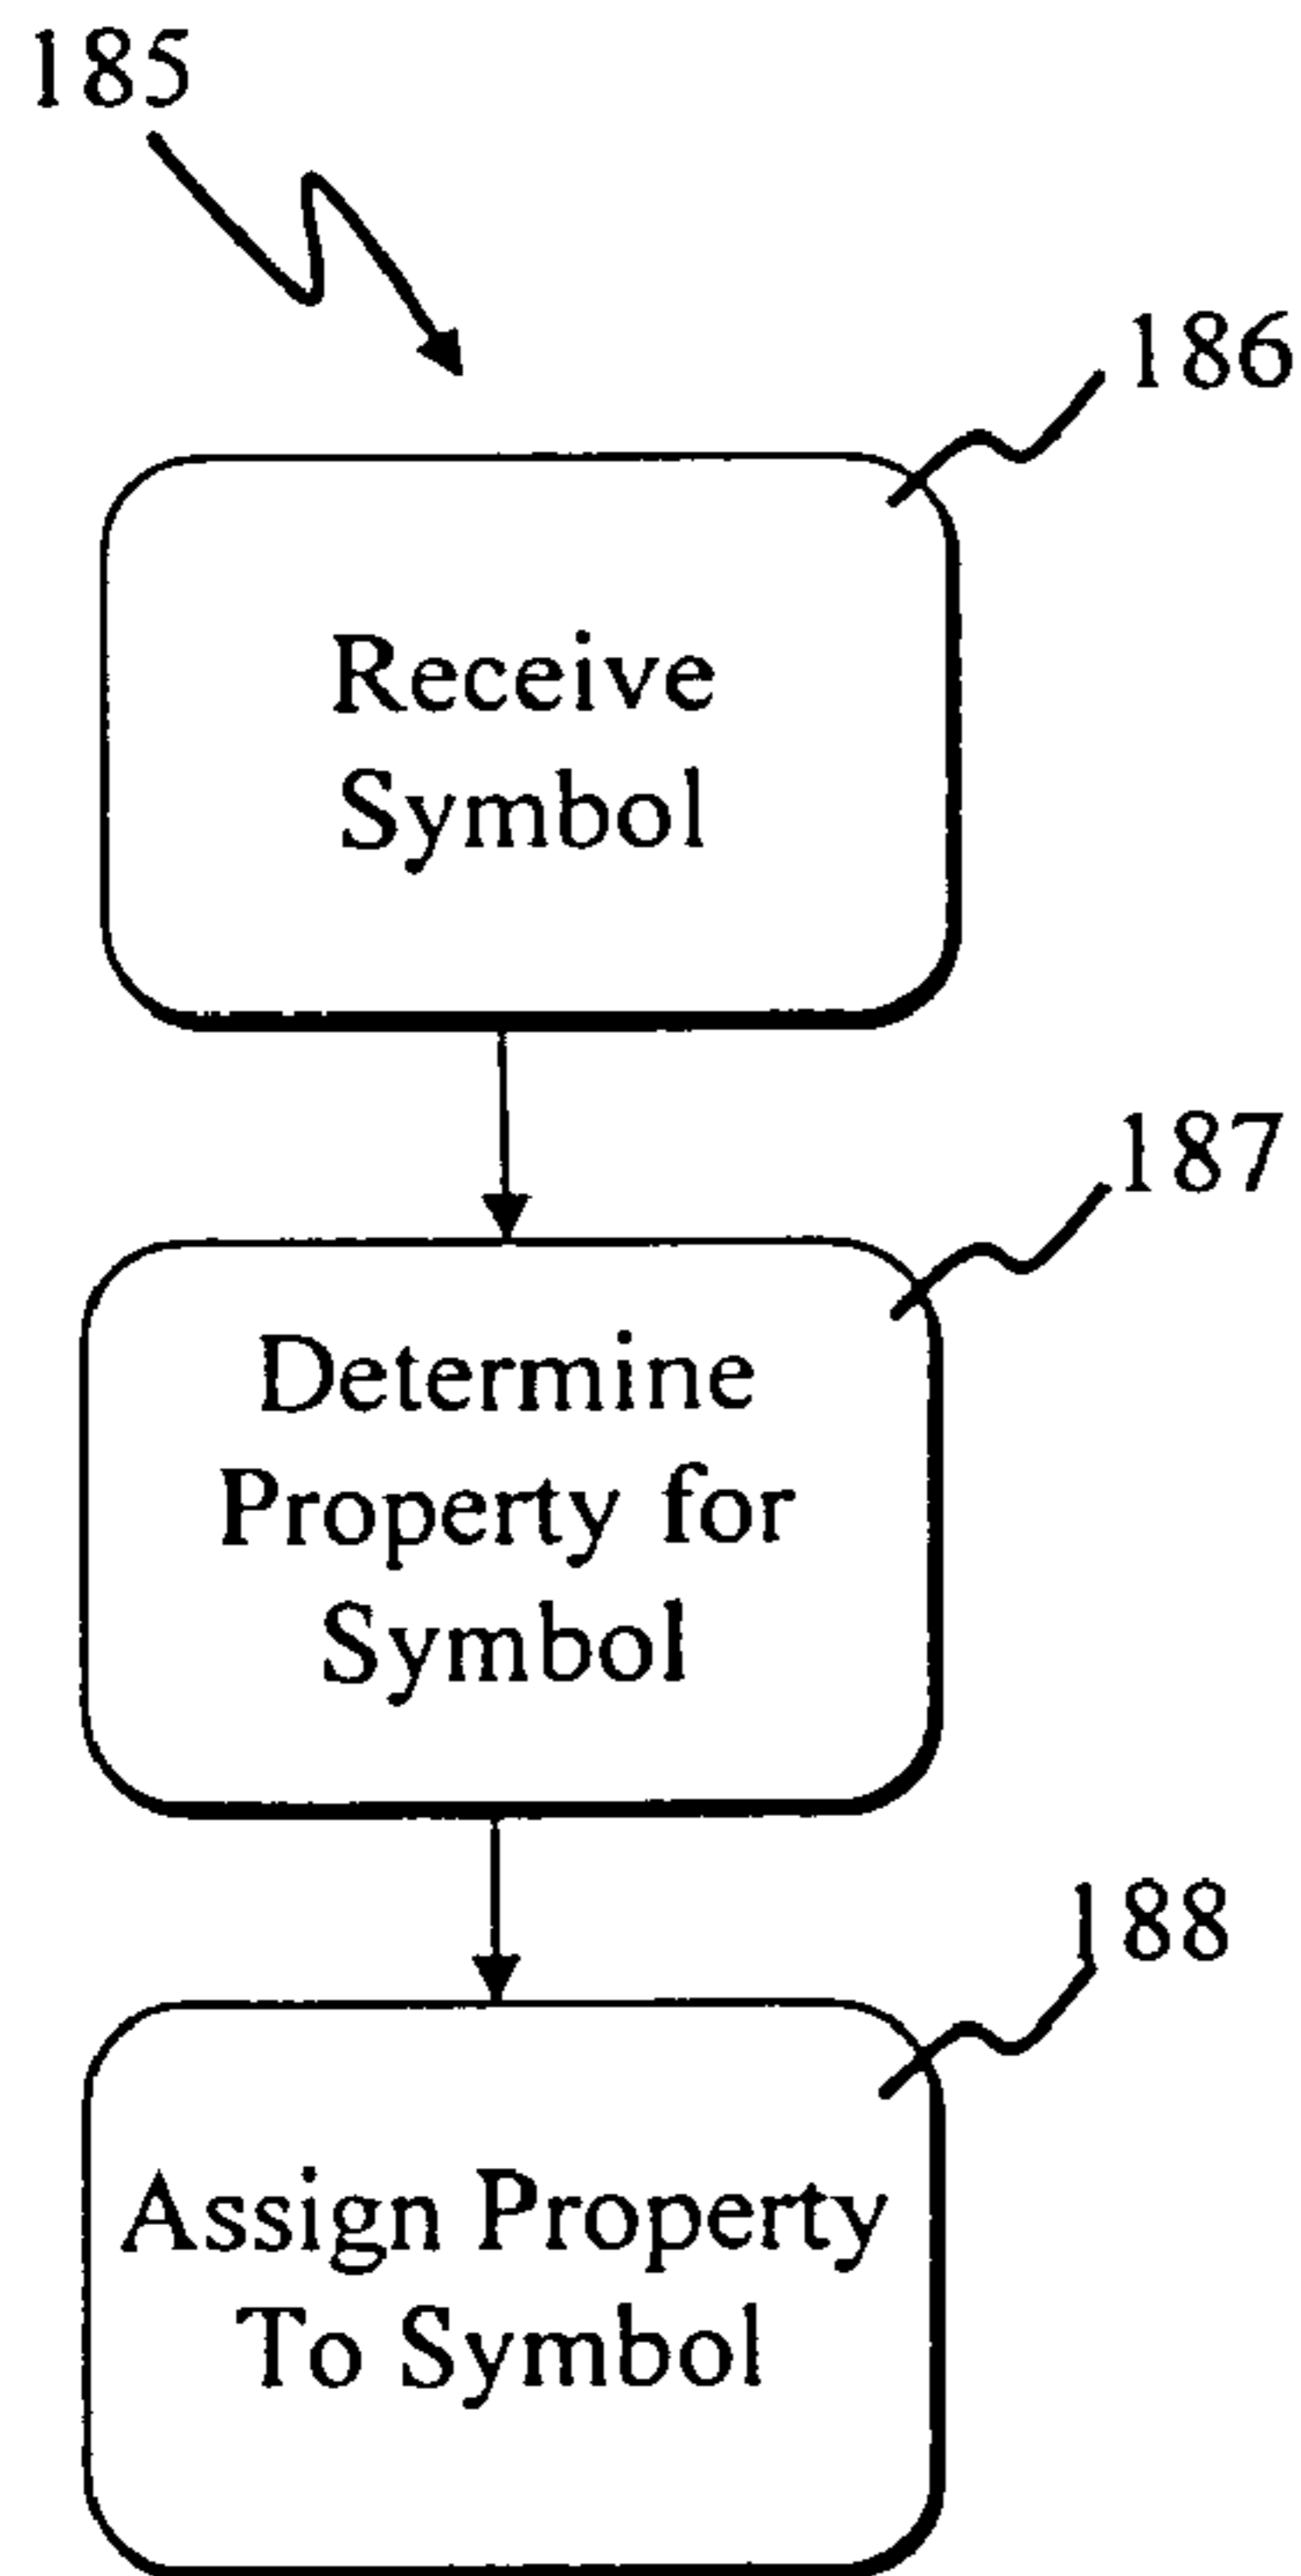 185
186
Receive
Symbol
187
Determine
Property for
Symbol
188
Assign Property
To Symbol